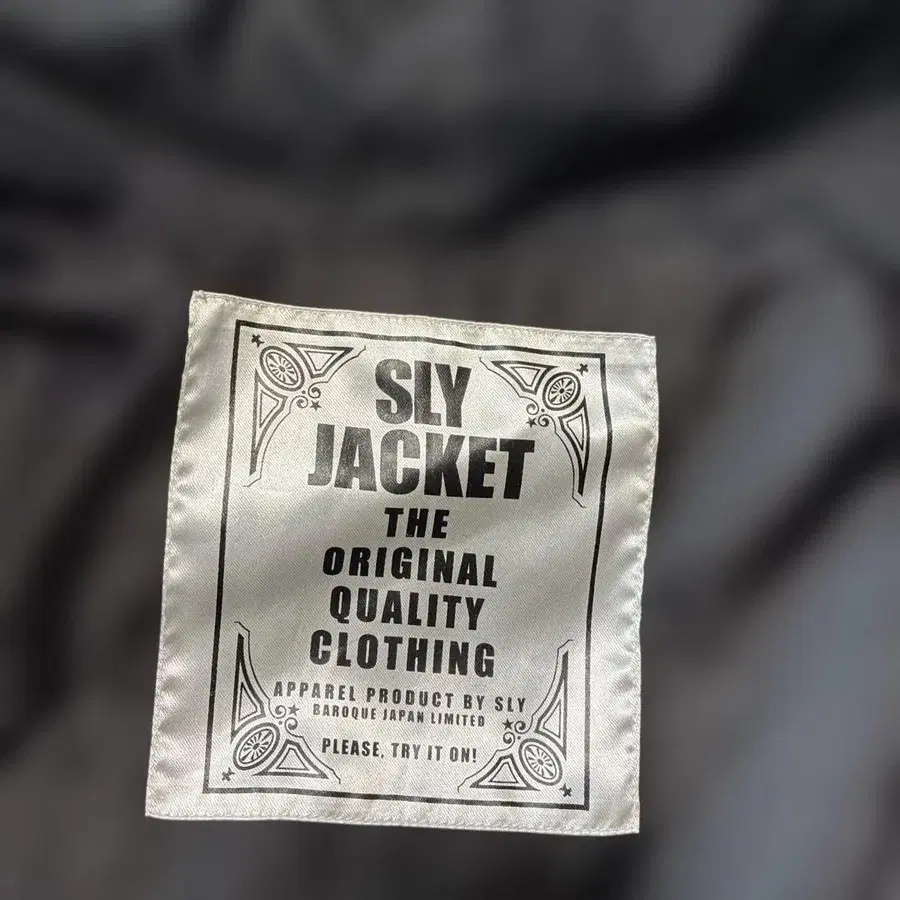 SLY
JACKET
THE
ORIGINAL
QUALITY
CLOTHING
APPAREL PRODUCT BY SLY
BAROQUE JAPAN LIMITED
PLEASE, TRY IT ON!